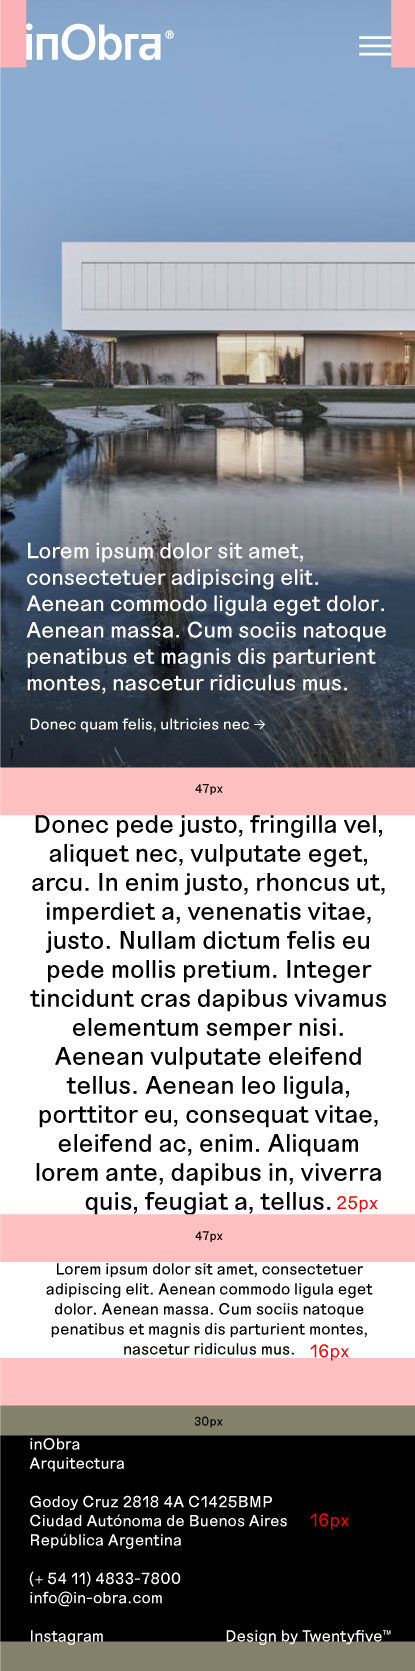 inObra®
Lorem ipsum dolor sit amet,
consectetuer adipiscing elit.
Aenean commodo ligula eget dolor.
Aenean massa. Cum sociis natoque
penatibus et magnis dis parturient
montes, nascetur ridiculus mus.
Donec quam felis, ultricies nec →
47px
Donec pede justo, fringilla vel,
aliquet nec, vulputate eget,
arcu. In enim justo, rhoncus ut,
imperdiet a, venenatis vitae,
justo. Nullam dictum felis eu
pede mollis pretium. Integer
tincidunt cras dapibus vivamus
elementum semper nisi.
Aenean vulputate eleifend
tellus. Aenean leo ligula,
porttitor eu, consequat vitae,
eleifend ac, enim. Aliquam
lorem ante, dapibus in, viverra
quis, feugiat a, tellus. 25px
47px
Lorem ipsum dolor sit amet, consectetuer
adipiscing elit. Aenean commodo ligula eget
dolor. Aenean massa. Cum sociis natoque
penatibus et magnis dis parturient montes,
nascetur ridiculus mus. 16px
30px
inObra
Arquitectura
Godoy Cruz 2818 4A C1425BMP
Ciudad Autónoma de Buenos Aires 16px
República Argentina
(+ 54 11) 4833-7800
info@in-obra.com
Instagram Design by Twentyfive™